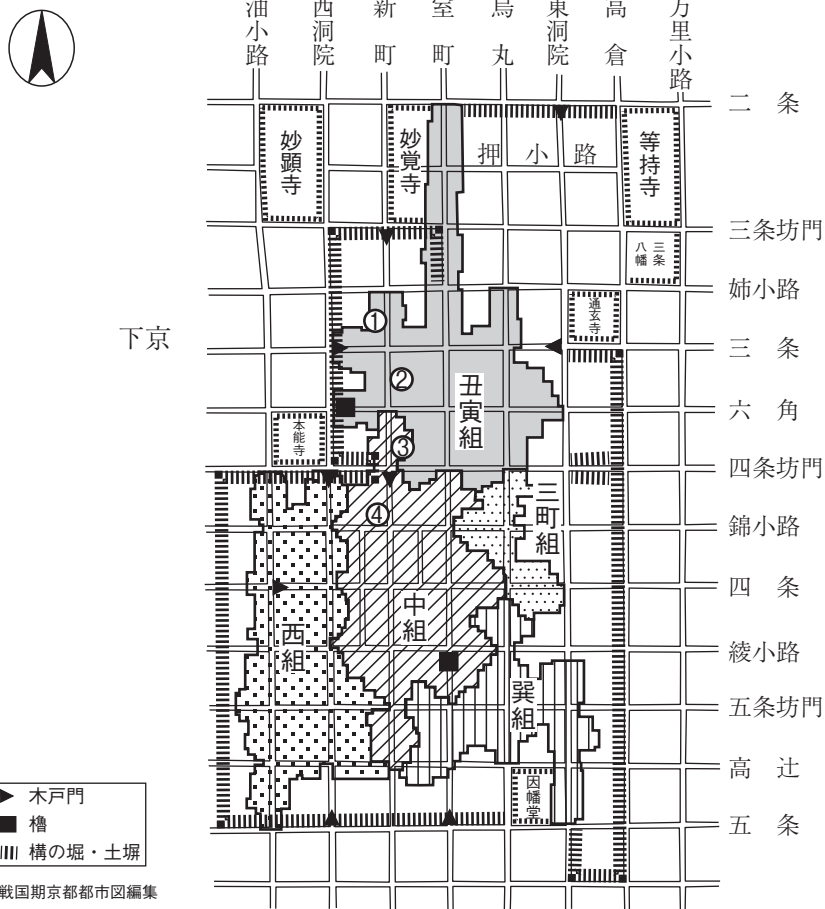 油小路
西洞院
新町
室町
烏丸
東洞院
高倉
万里小路
二条
押小路
三条坊門
姉小路
三条
六角
四条坊門
錦小路
四条
綾小路
五条坊門
高辻
五条
下京
妙顕寺
妙覚寺
等持寺
三条
八幡
通玄寺
本能寺
因幡堂
①
②
③
④
丑寅組
三町組
中組
西組
巽組
木戸門
櫓
構の堀・土塀
戦国期京都都市図編集